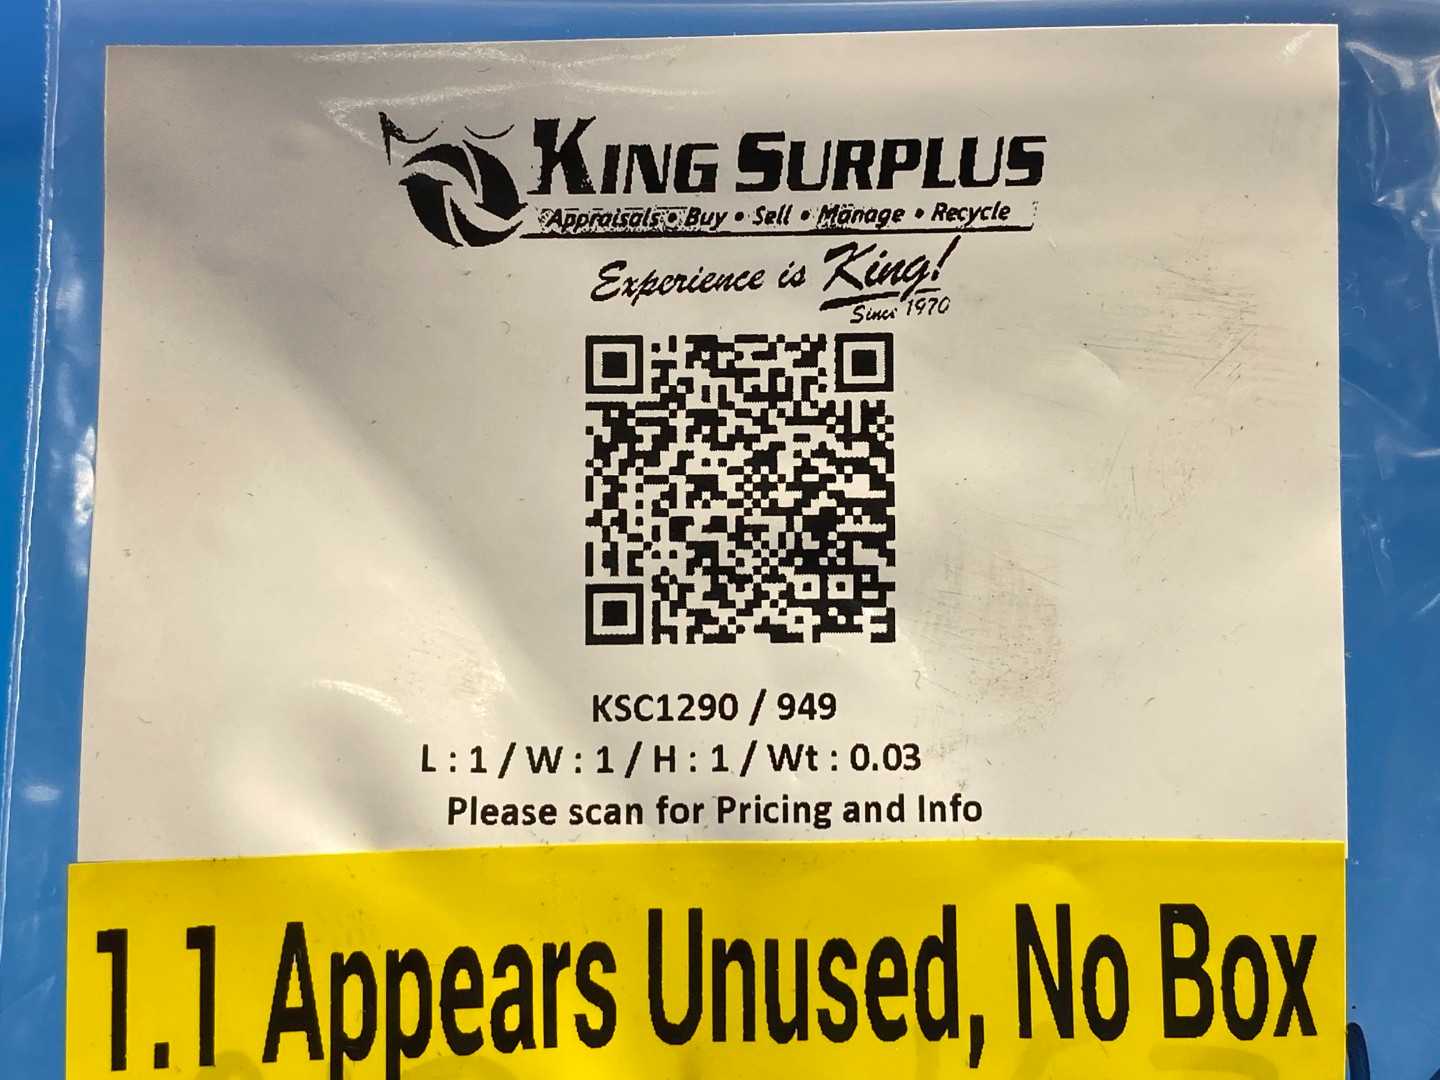 KING SURPLUS
Appraisals • Buy • Sell • Manage • Recycle
Experience is King!
Since 1970
KSC1290 / 949
L : 1 / W : 1 / H : 1 / Wt : 0.03
Please scan for Pricing and Info
1.1 Appears Unused, No Box